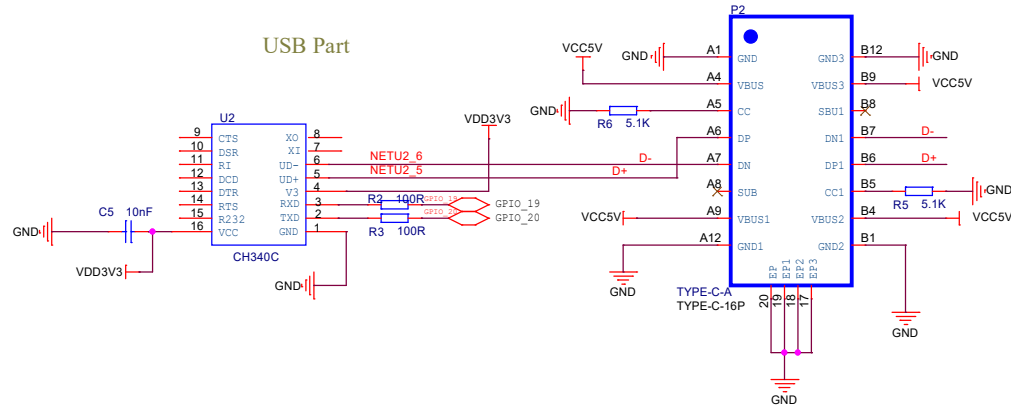 USB Part
P2
VCC5V
GND
A1
GND
GND3
B12
GND
A4
VBUS
VBUS3
B9
VCC5V
GND
R6
5.1K
A5
CC
SBU1
B8
U2
VDD3V3
A6
DP
DN1
B7
D-
9
CTS
XO
8
10
DSR
XI
7
11
RI
UD-
6
NETU2_6
D-
A7
DN
DP1
B6
D+
12
DCD
UD+
5
NETU2_5
D+
13
DTR
V3
4
A8
SUB
CC1
B5
R5
5.1K
GND
14
RTS
RXD
3
R2
100R
GPIO_19
GPIO_19
C5
10nF
15
R232
TXD
2
R3
100R
GPIO_20
GPIO_20
VCC5V
A9
VBUS1
VBUS2
B4
VCC5V
GND
16
VCC
GND
1
A12
GND1
GND2
B1
VDD3V3
CH340C
GND
GND
EP
EP1
EP2
EP3
TYPE-C-A
TYPE-C-16P
20
19
18
17
GND
GND